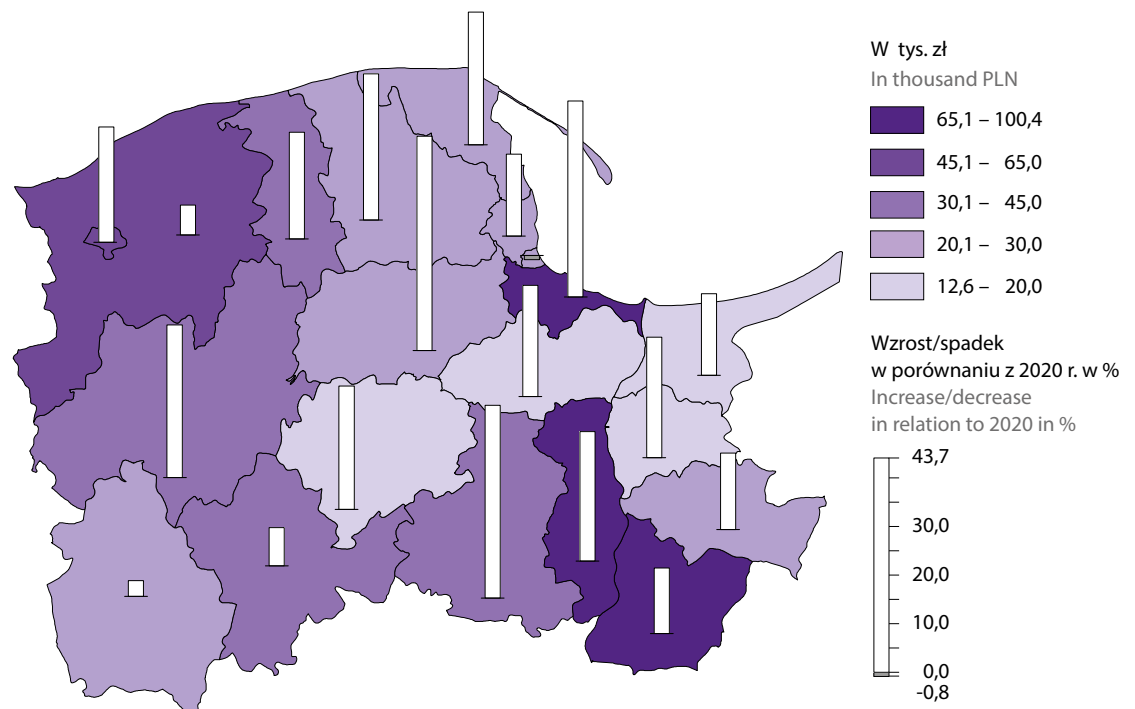 W tys. zł
In thousand PLN
65,1 – 100,4
45,1 – 65,0
30,1 – 45,0
20,1 – 30,0
12,6 – 20,0
Wzrost/spadek
w porównaniu z 2020 r. w %
Increase/decrease
in relation to 2020 in %
43,7
30,0
20,0
10,0
0,0
-0,8